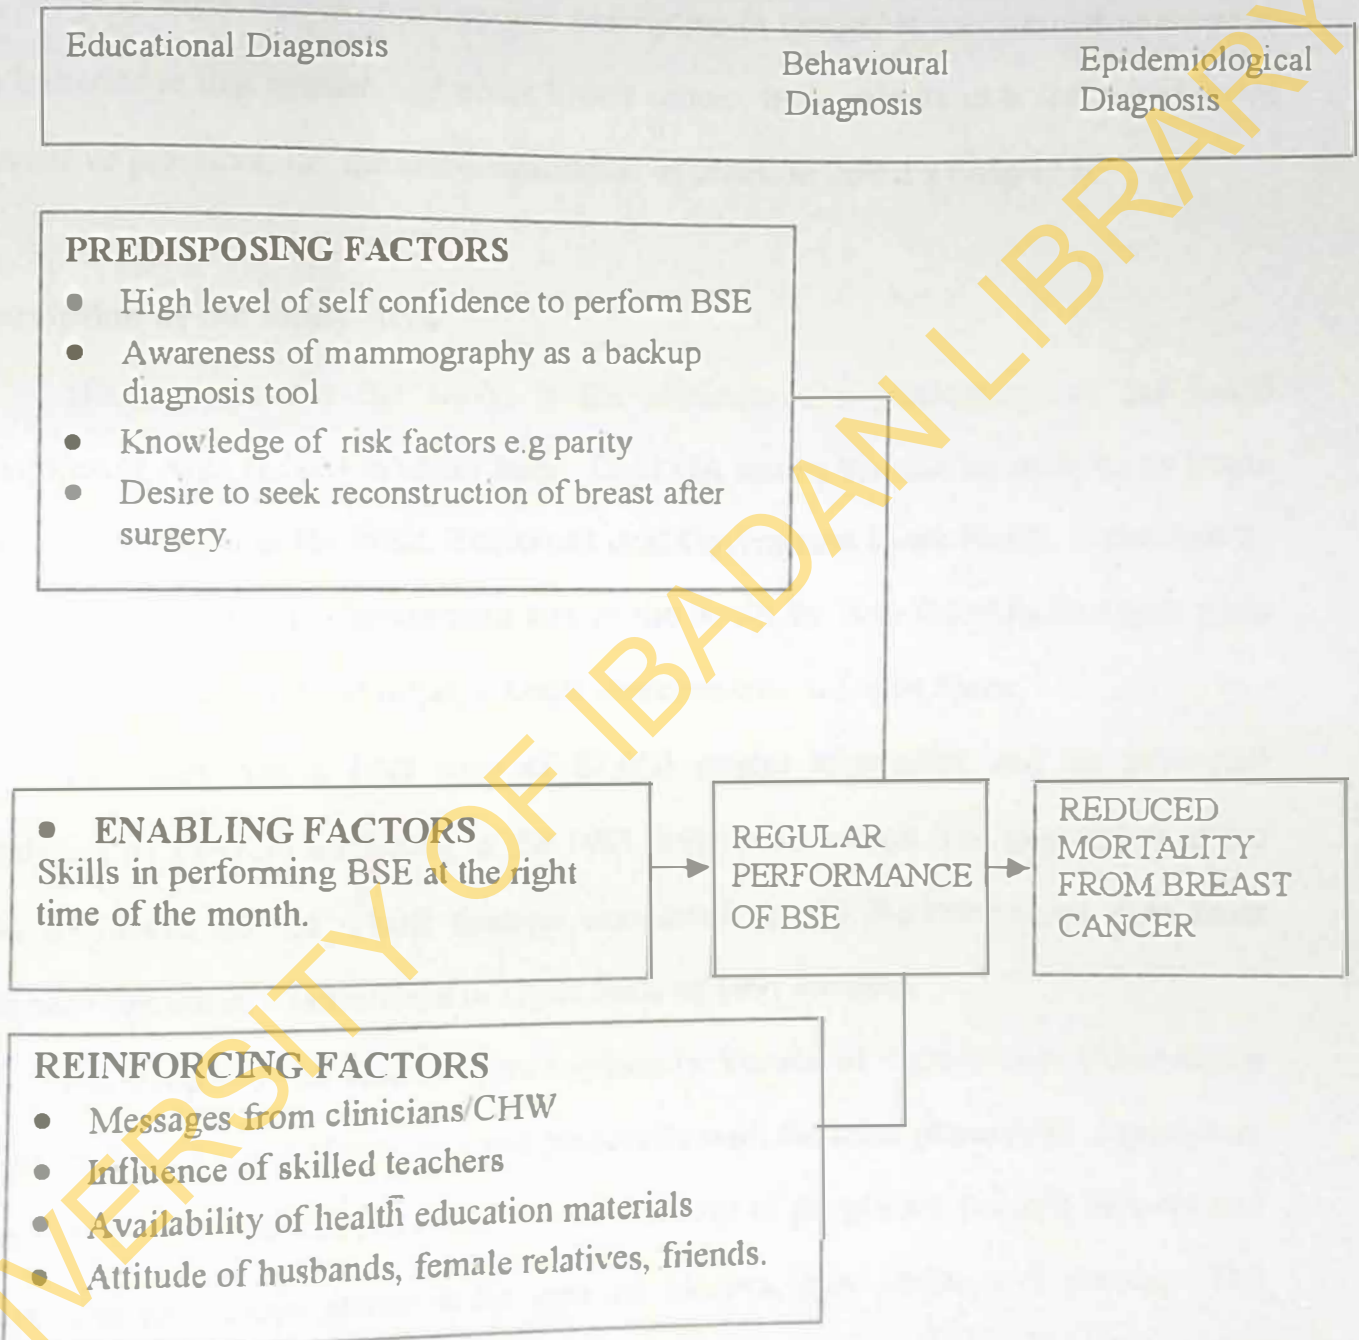 Educational Diagnosis
Behavioural
Diagnosis
Epidemiological
Diagnosis
PREDISPOSING FACTORS
• High level of self confidence to perform BSE
• Awareness of mammography as a backup
diagnosis tool
• Knowledge of risk factors e.g parity
• Desire to seek reconstruction of breast after
surgery.
• ENABLING FACTORS
Skills in performing BSE at the right
time of the month.
REGULAR
PERFORMANCE
OF BSE
REDUCED
MORTALITY
FROM BREAST
CANCER
REINFORCING FACTORS
• Messages from clinicians/CHW
• Influence of skilled teachers
• Availability of health education materials
• Attitude of husbands, female relatives, friends.
VERSITY OF IBADAN LIBRARY